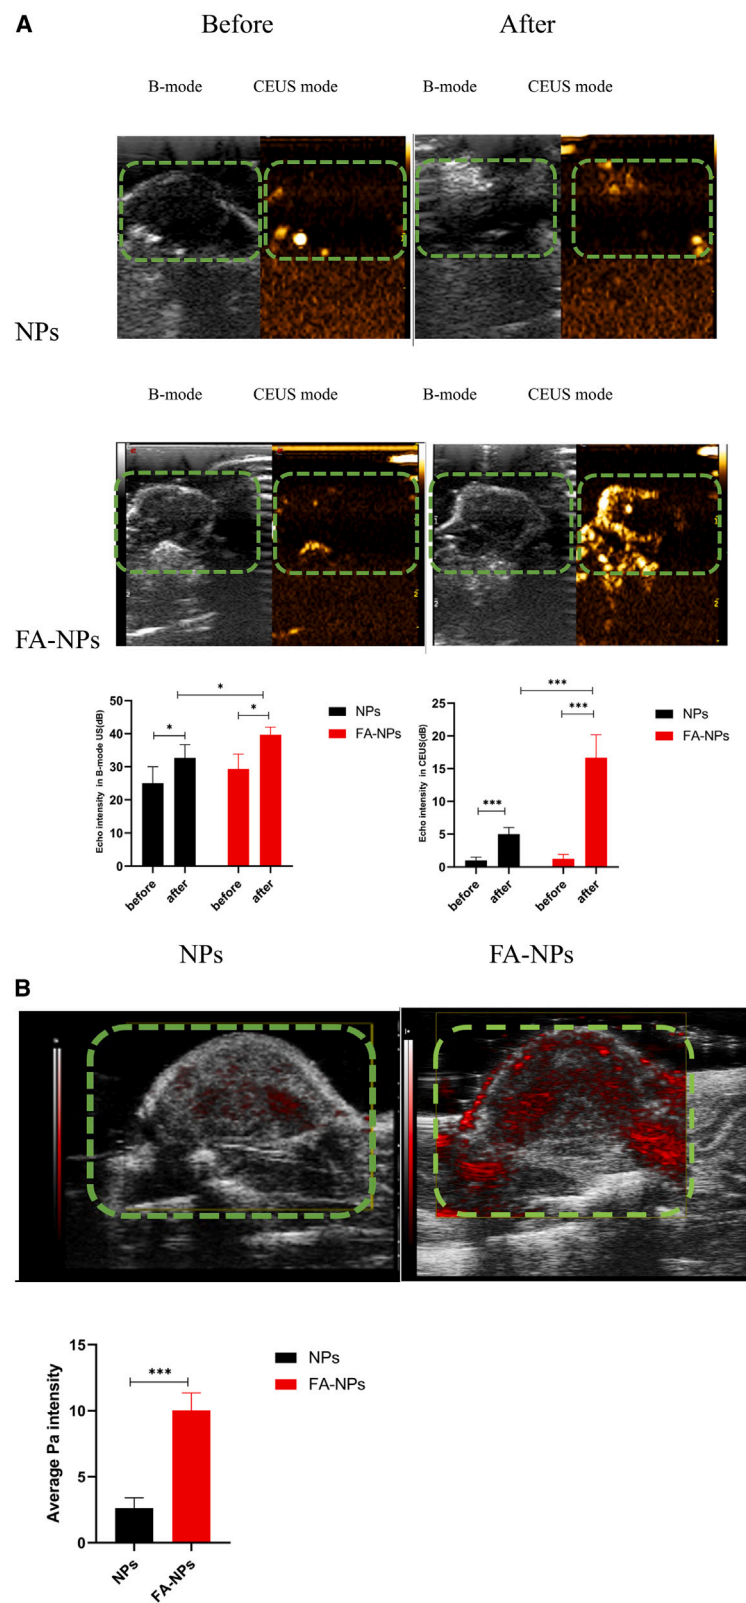 A
Before After
B-mode CEUS mode B-mode CEUS mode
NPs
B-mode CEUS mode B-mode CEUS mode
FA-NPs
* * *
Echo intensity in B-mode US(dB)
50
40
30
20
10
0
before after before after
NPs
FA-NPs
*** *** ***
Echo intensity in CEUS(dB)
25
20
15
10
5
0
before after before after
NPs
FA-NPs
NPs FA-NPs
B
***
Average Pa intensity
15
10
5
0
NPs FA-NPs
NPs
FA-NPs